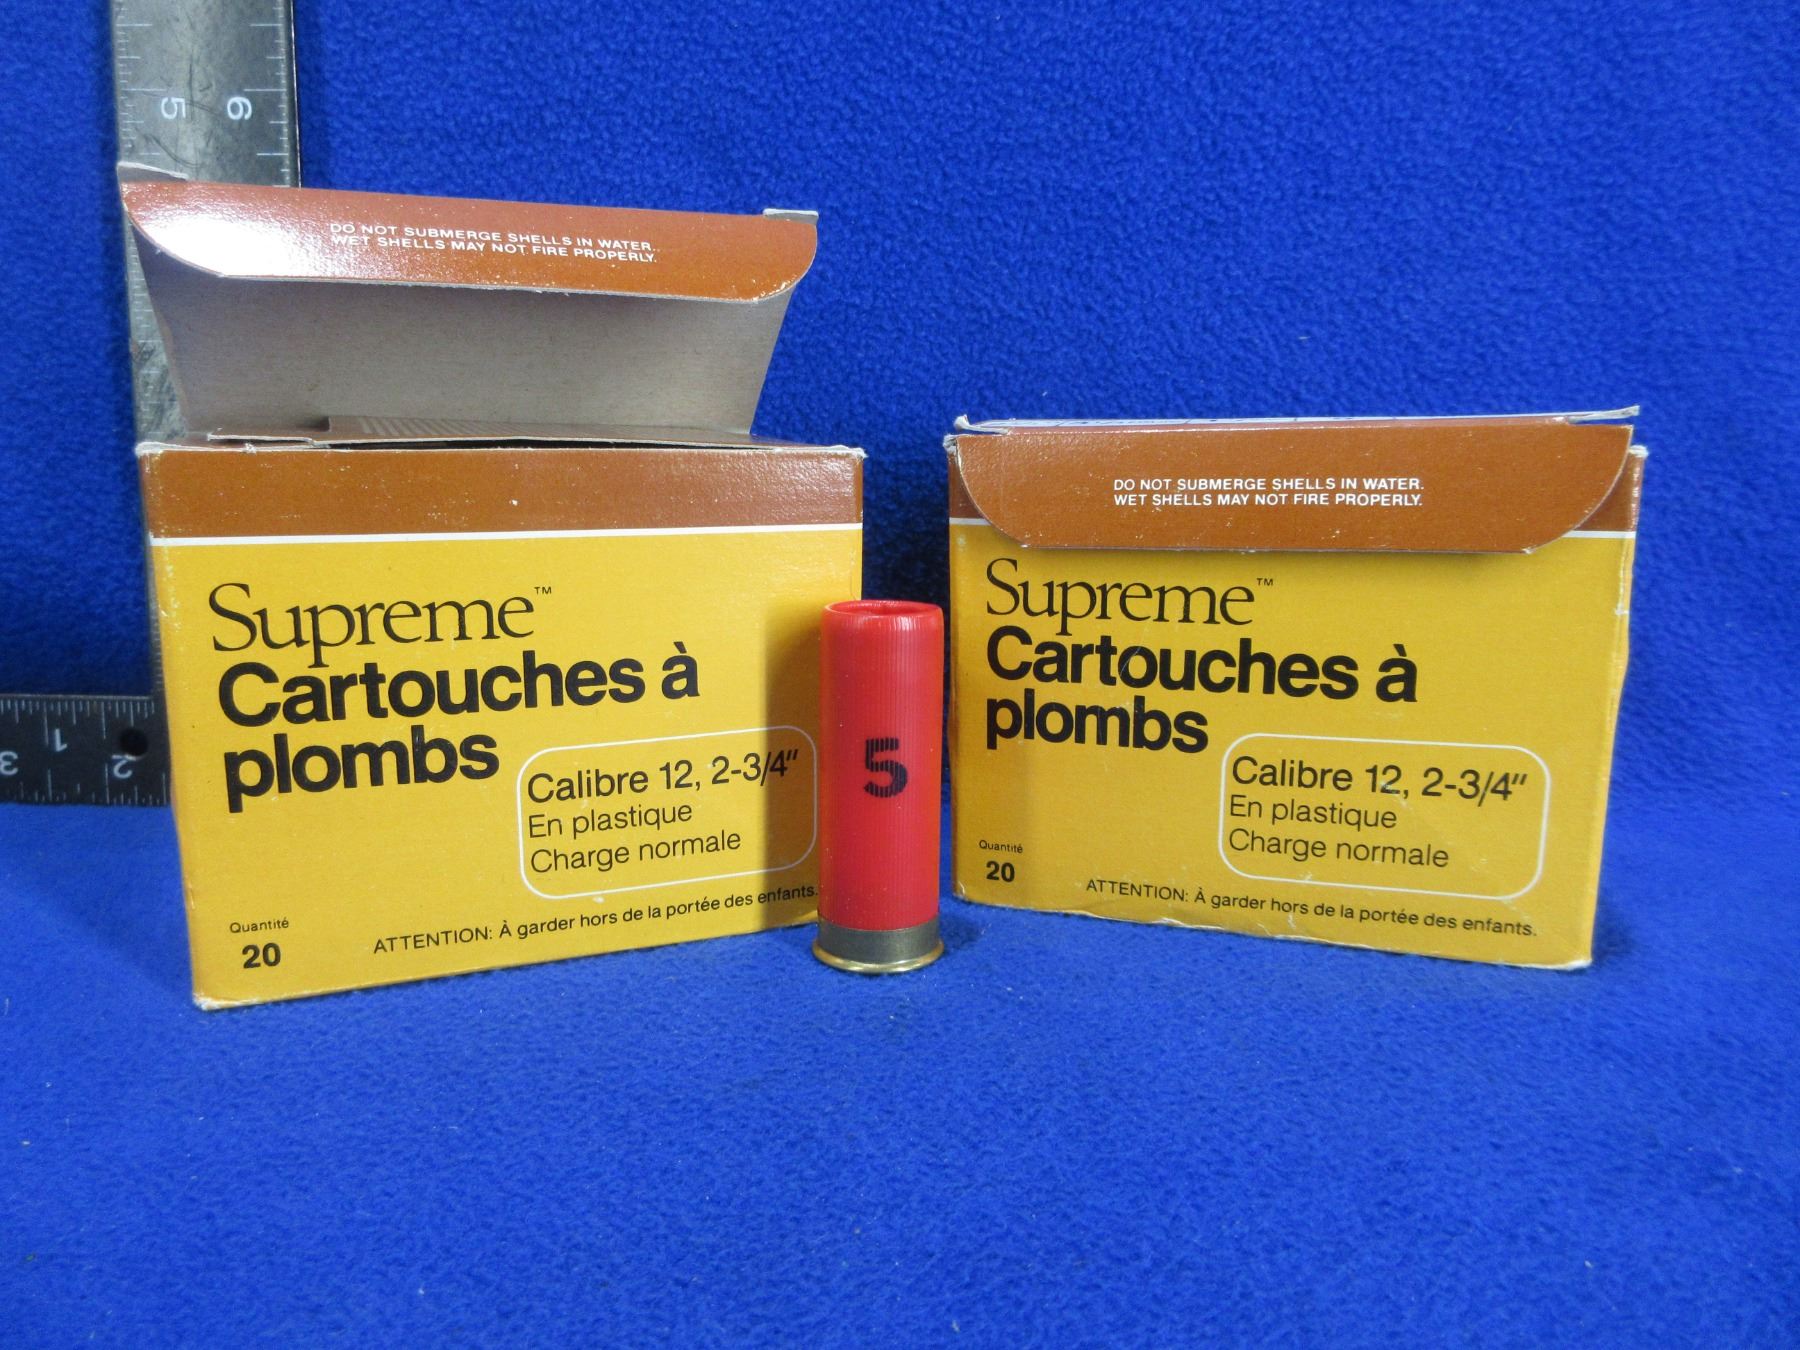 5 6
DO NOT SUBMERGE SHELLS IN WATER.
WET SHELLS MAY NOT FIRE PROPERLY.
Supreme™
Cartouches à
plombs
Calibre 12, 2-3/4"
En plastique
Charge normale
Quantité
20
ATTENTION: À garder hors de la portée des enfants.
5
DO NOT SUBMERGE SHELLS IN WATER.
WET SHELLS MAY NOT FIRE PROPERLY.
Supreme™
Cartouches à
plombs
Calibre 12, 2-3/4"
En plastique
Charge normale
Quantité
20
ATTENTION: À garder hors de la portée des enfants.
1
3 2